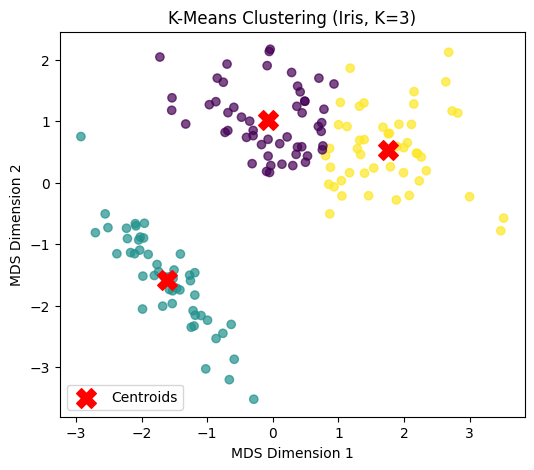 K-Means Clustering (Iris, K=3)
MDS Dimension 2
2
1
0
−1
−2
−3
Centroids
−3 −2 −1 0 1 2 3
MDS Dimension 1